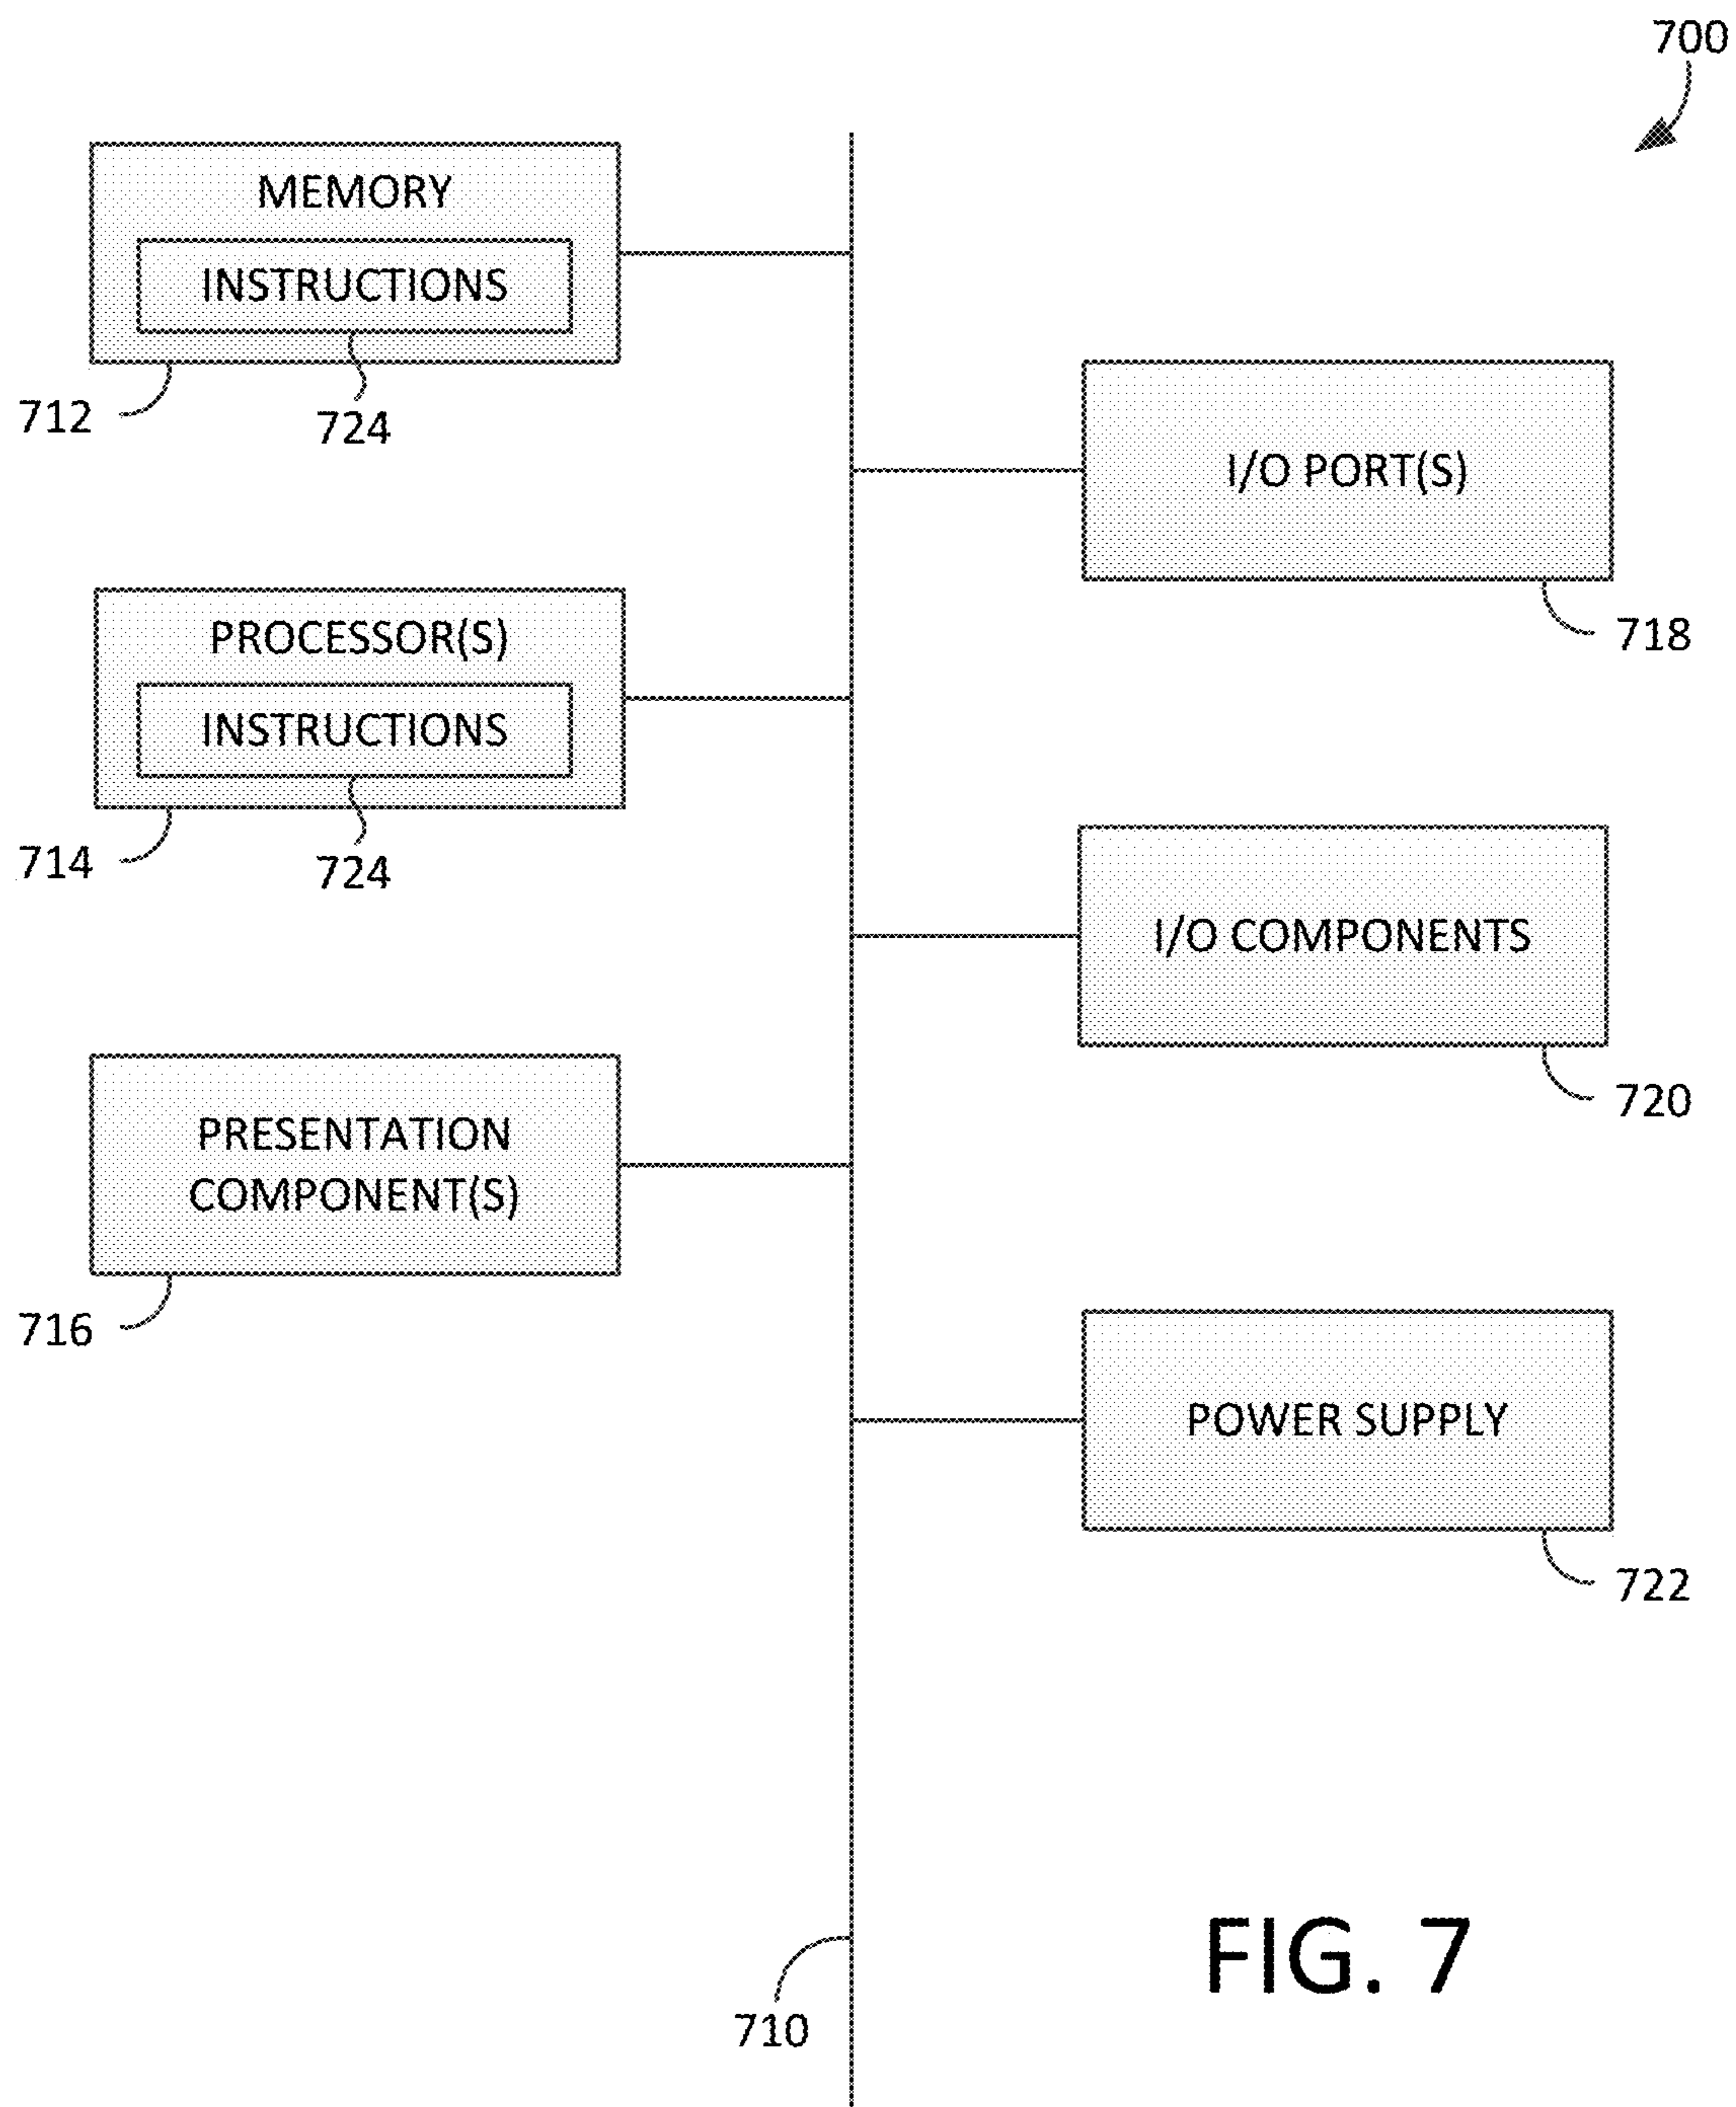 700
MEMORY
INSTRUCTIONS
712
724
I/O PORT(S)
718
PROCESSOR(S)
INSTRUCTIONS
714
724
I/O COMPONENTS
720
PRESENTATION
COMPONENT(S)
716
POWER SUPPLY
722
710
FIG. 7